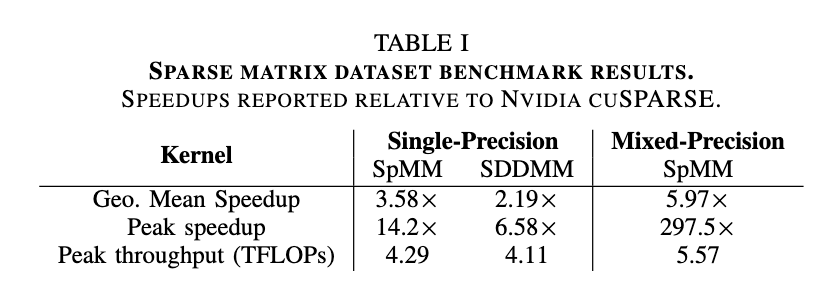 TABLE I
SPARSE MATRIX DATASET BENCHMARK RESULTS.
SPEEDUPS REPORTED RELATIVE TO NVIDIA CUSPARSE.
Kernel Single-Precision Mixed-Precision
SpMM SDDMM SpMM
Geo. Mean Speedup 3.58× 2.19× 5.97×
Peak speedup 14.2× 6.58× 297.5×
Peak throughput (TFLOPs) 4.29 4.11 5.57